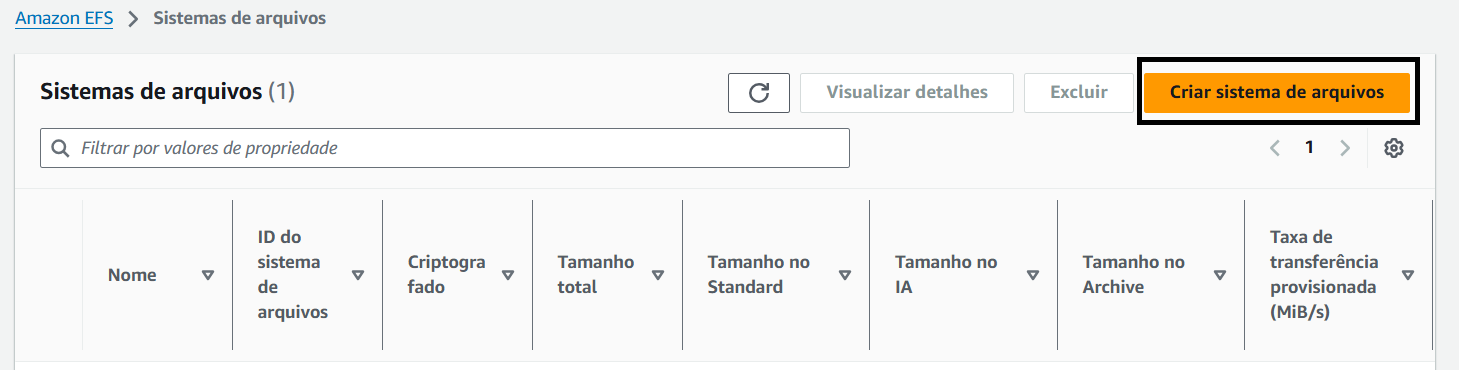 Amazon EFS > Sistemas de arquivos
Sistemas de arquivos (1)
Visualizar detalhes
Excluir
Criar sistema de arquivos
Filtrar por valores de propriedade
1
Nome
ID do
sistema
de
arquivos
Criptogra
fado
Tamanho
total
Tamanho no
Standard
Tamanho no
IA
Tamanho no
Archive
Taxa de
transferência
provisionada
(MiB/s)